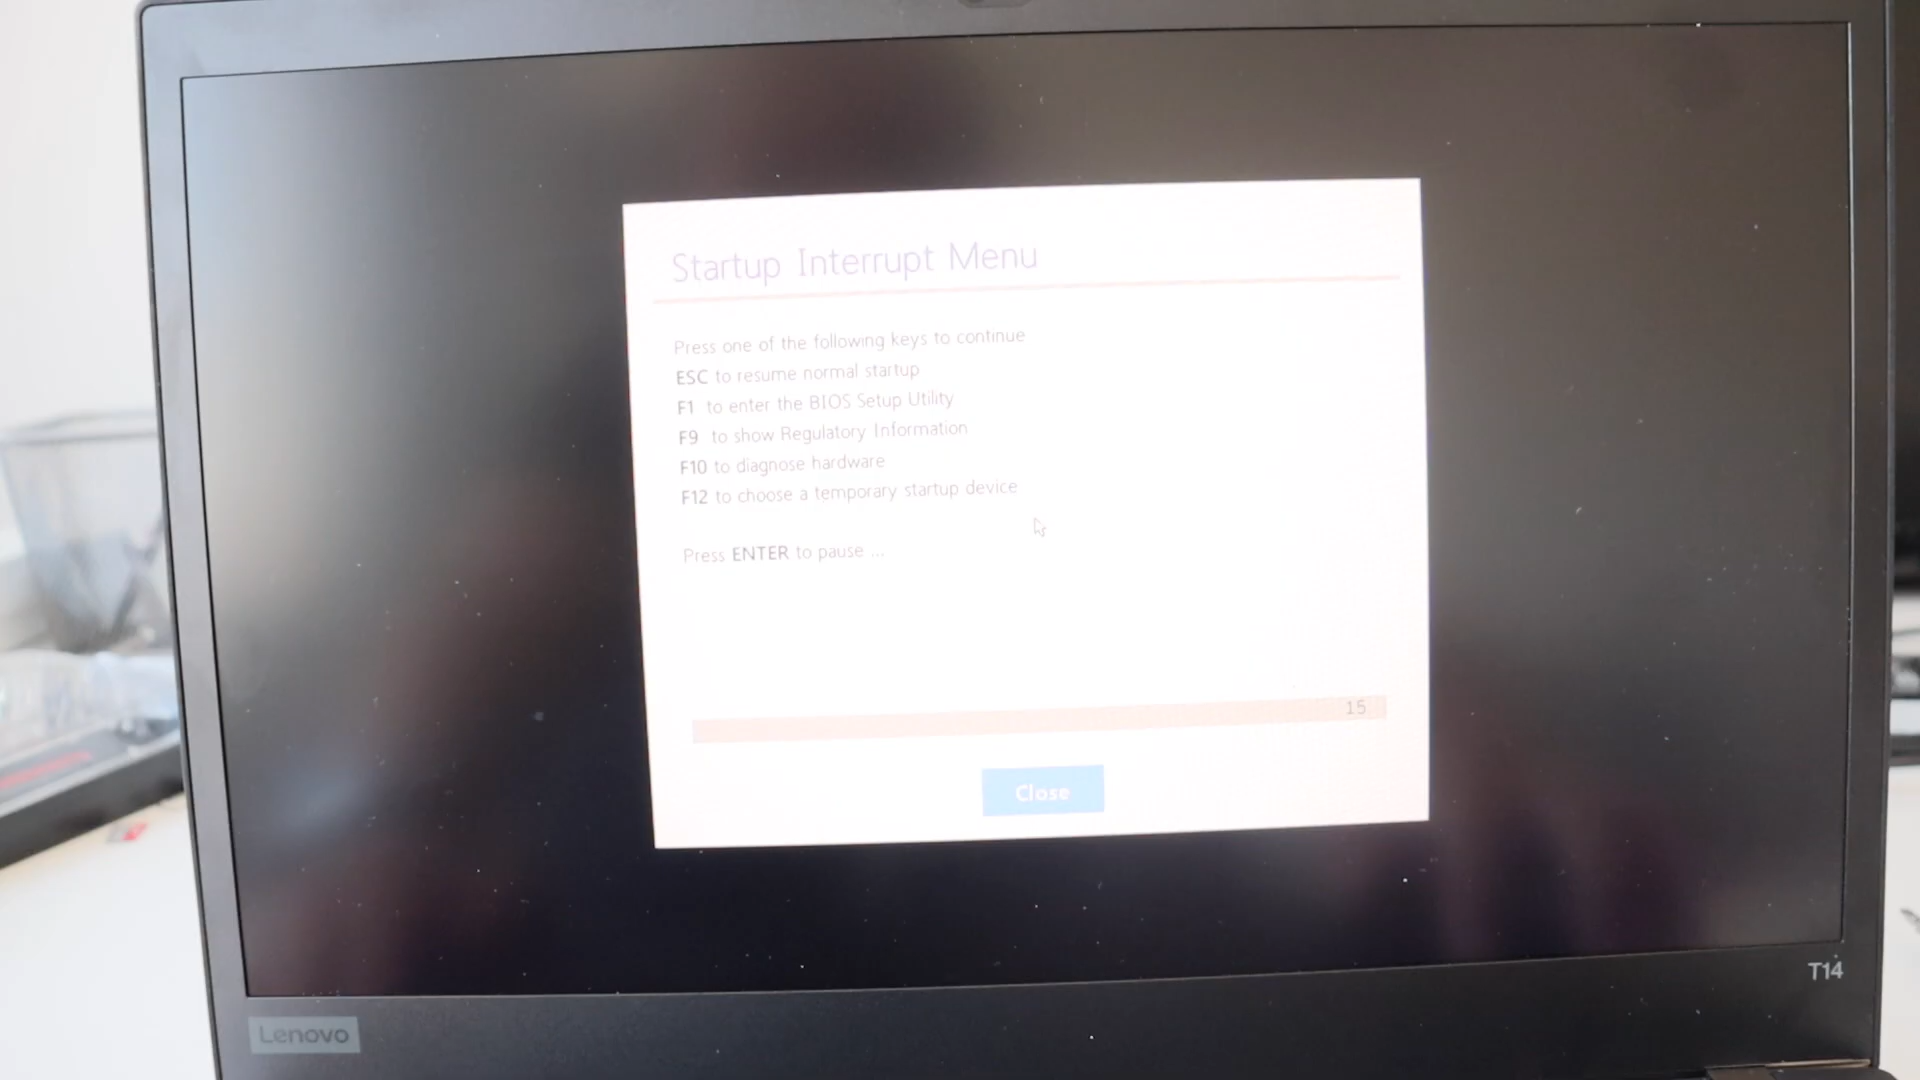 Startup Interrupt Menu
Press one of the following keys to continue
ESC to resume normal startup
F1 to enter the BIOS Setup Utility
F9 to show Regulatory Information
F10 to diagnose hardware
F12 to choose a temporary startup device
Press ENTER to pause ...
15
Close
T14
Lenovo